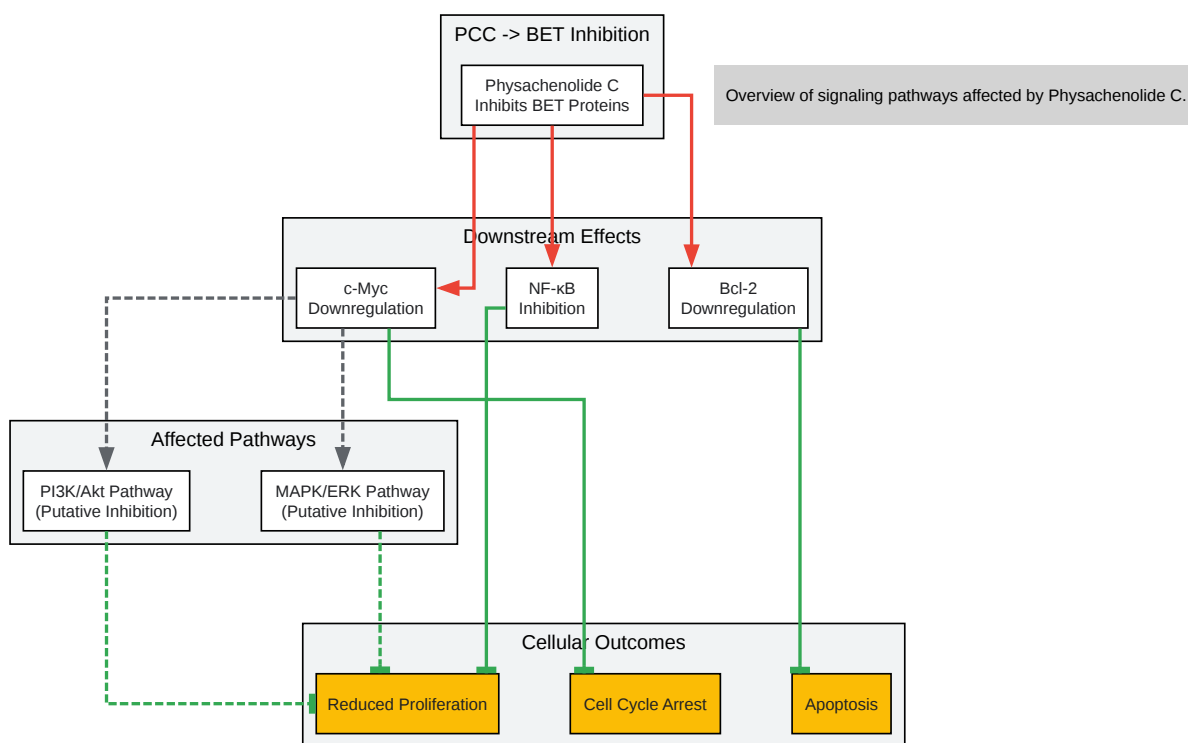 PCC -> BET Inhibition
Physachenolide C
Inhibits BET Proteins
Overview of signaling pathways affected by Physachenolide C.
Downstream Effects
c-Myc
Downregulation
NF-κB
Inhibition
Bcl-2
Downregulation
Affected Pathways
PI3K/Akt Pathway
(Putative Inhibition)
MAPK/ERK Pathway
(Putative Inhibition)
Cellular Outcomes
Reduced Proliferation
Cell Cycle Arrest
Apoptosis